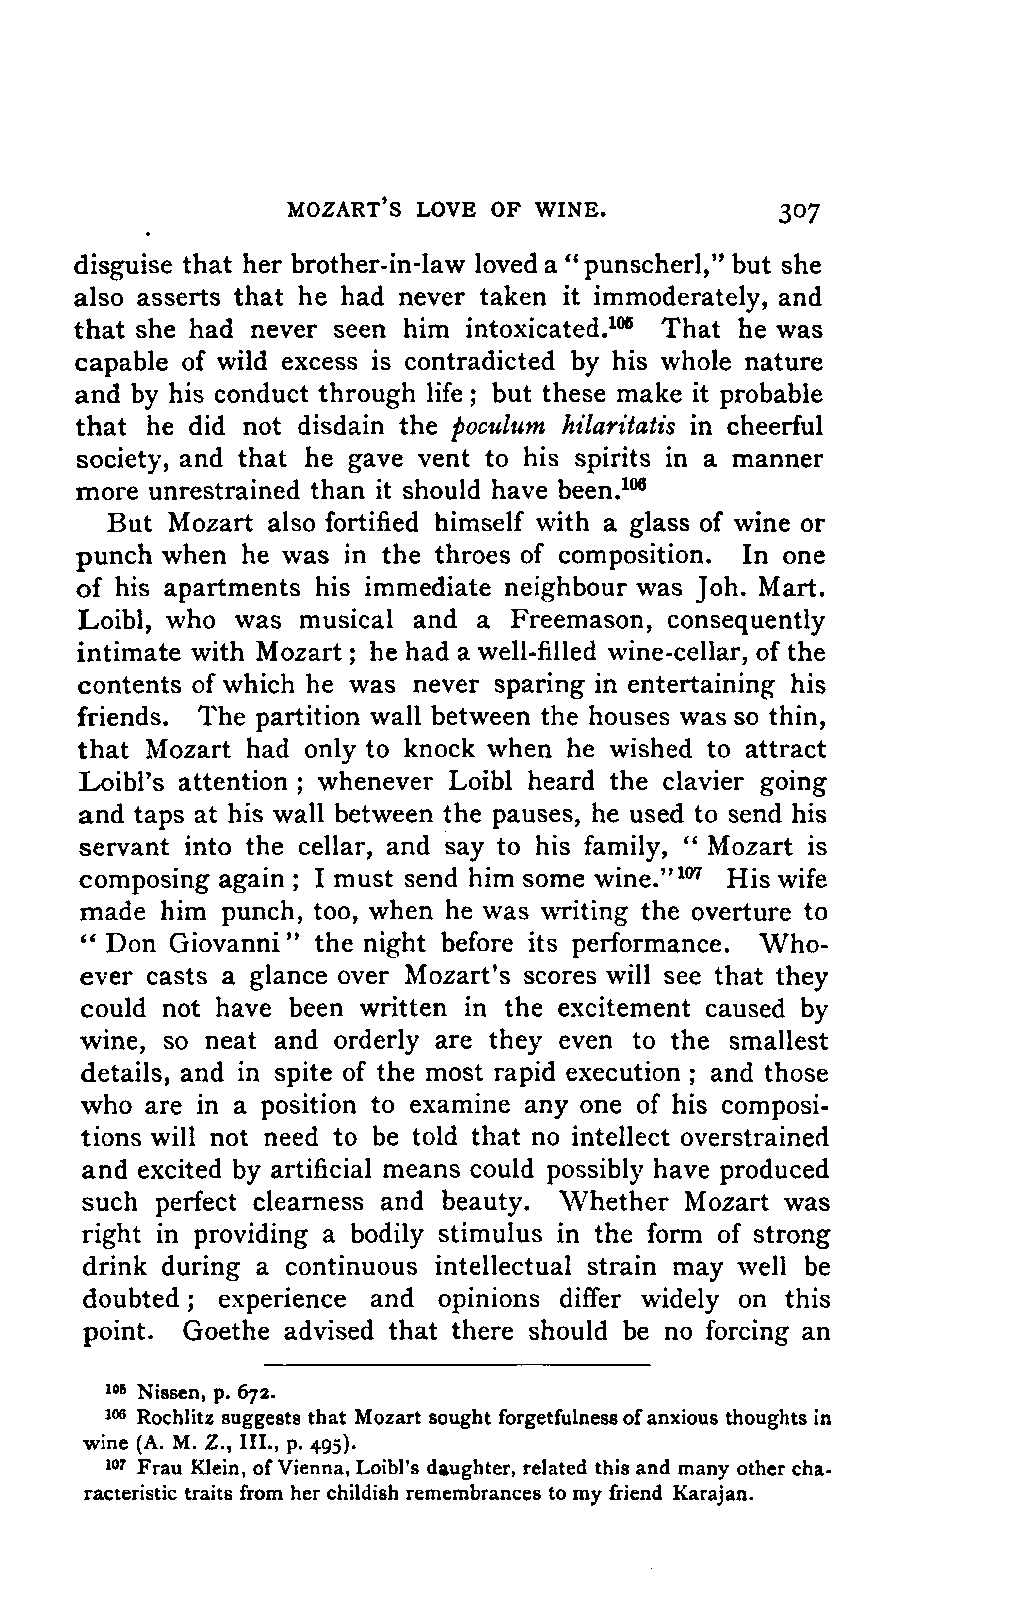 MOZART'S LOVE OF WINE. 307
disguise that her brother-in-law loved a “punscherl,” but she
also asserts that he had never taken it immoderately, and
that she had never seen him intoxicated.¹⁰⁵ That he was
capable of wild excess is contradicted by his whole nature
and by his conduct through life; but these make it probable
that he did not disdain the poculum hilaritatis in cheerful
society, and that he gave vent to his spirits in a manner
more unrestrained than it should have been.¹⁰⁶
But Mozart also fortified himself with a glass of wine or
punch when he was in the throes of composition. In one
of his apartments his immediate neighbour was Joh. Mart.
Loibl, who was musical and a Freemason, consequently
intimate with Mozart; he had a well-filled wine-cellar, of the
contents of which he was never sparing in entertaining his
friends. The partition wall between the houses was so thin,
that Mozart had only to knock when he wished to attract
Loibl's attention; whenever Loibl heard the clavier going
and taps at his wall between the pauses, he used to send his
servant into the cellar, and say to his family, “Mozart is
composing again; I must send him some wine.”¹⁰⁷ His wife
made him punch, too, when he was writing the overture to
“Don Giovanni” the night before its performance. Who-
ever casts a glance over Mozart's scores will see that they
could not have been written in the excitement caused by
wine, so neat and orderly are they even to the smallest
details, and in spite of the most rapid execution; and those
who are in a position to examine any one of his composi-
tions will not need to be told that no intellect overstrained
and excited by artificial means could possibly have produced
such perfect clearness and beauty. Whether Mozart was
right in providing a bodily stimulus in the form of strong
drink during a continuous intellectual strain may well be
doubted; experience and opinions differ widely on this
point. Goethe advised that there should be no forcing an
¹⁰⁵ Nissen, p. 672.
¹⁰⁶ Rochlitz suggests that Mozart sought forgetfulness of anxious thoughts in
wine (A. M. Z., III., p. 495).
¹⁰⁷ Frau Klein, of Vienna, Loibl's daughter, related this and many other cha-
racteristic traits from her childish remembrances to my friend Karajan.